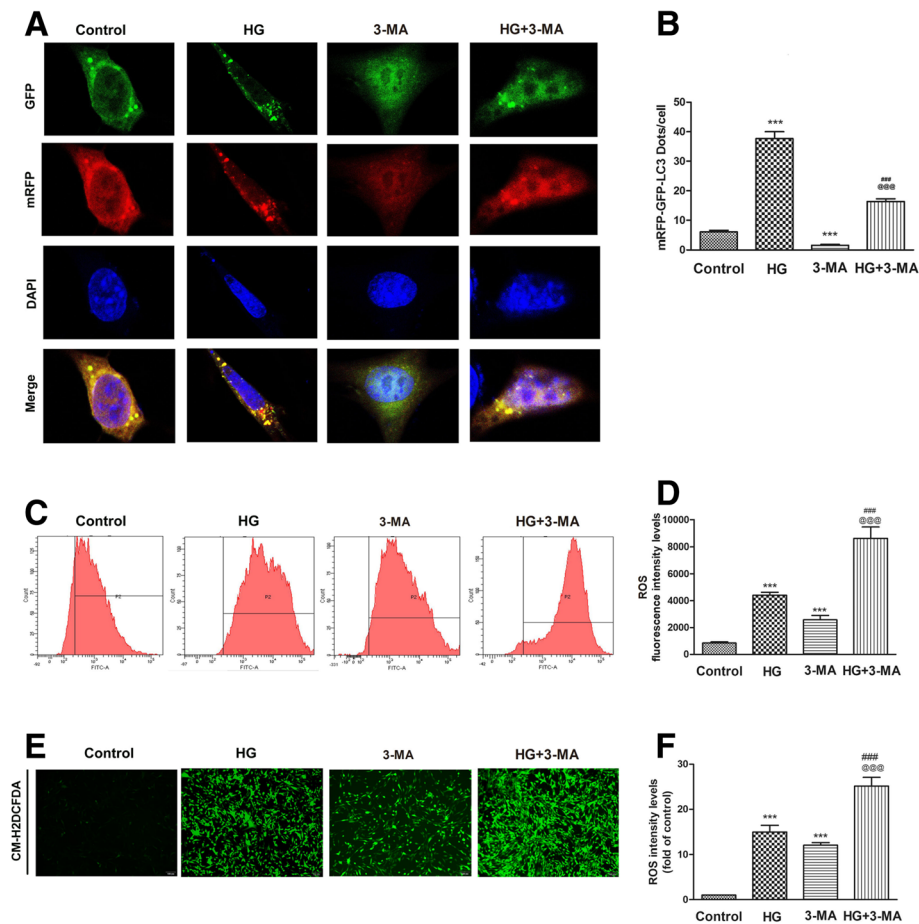 A
Control HG 3-MA HG+3-MA
GFP
mRFP
DAPI
Merge
B
mRFP-GFP-LC3 Dots/cell
50
40
30
20
10
0
***
***
###
@@@
Control HG 3-MA HG+3-MA
C
Control HG 3-MA HG+3-MA
P2 P2 P2 P2
Count Count Count Count
FITC-A FITC-A FITC-A FITC-A
D
ROS
fluorescence intensity levels
10000
8000
6000
4000
2000
0
***
***
###
@@@
Control HG 3-MA HG+3-MA
E
Control HG 3-MA HG+3-MA
CM-H2DCFDA
F
ROS intensity levels
(fold of control)
30
20
10
0
***
***
###
@@@
Control HG 3-MA HG+3-MA